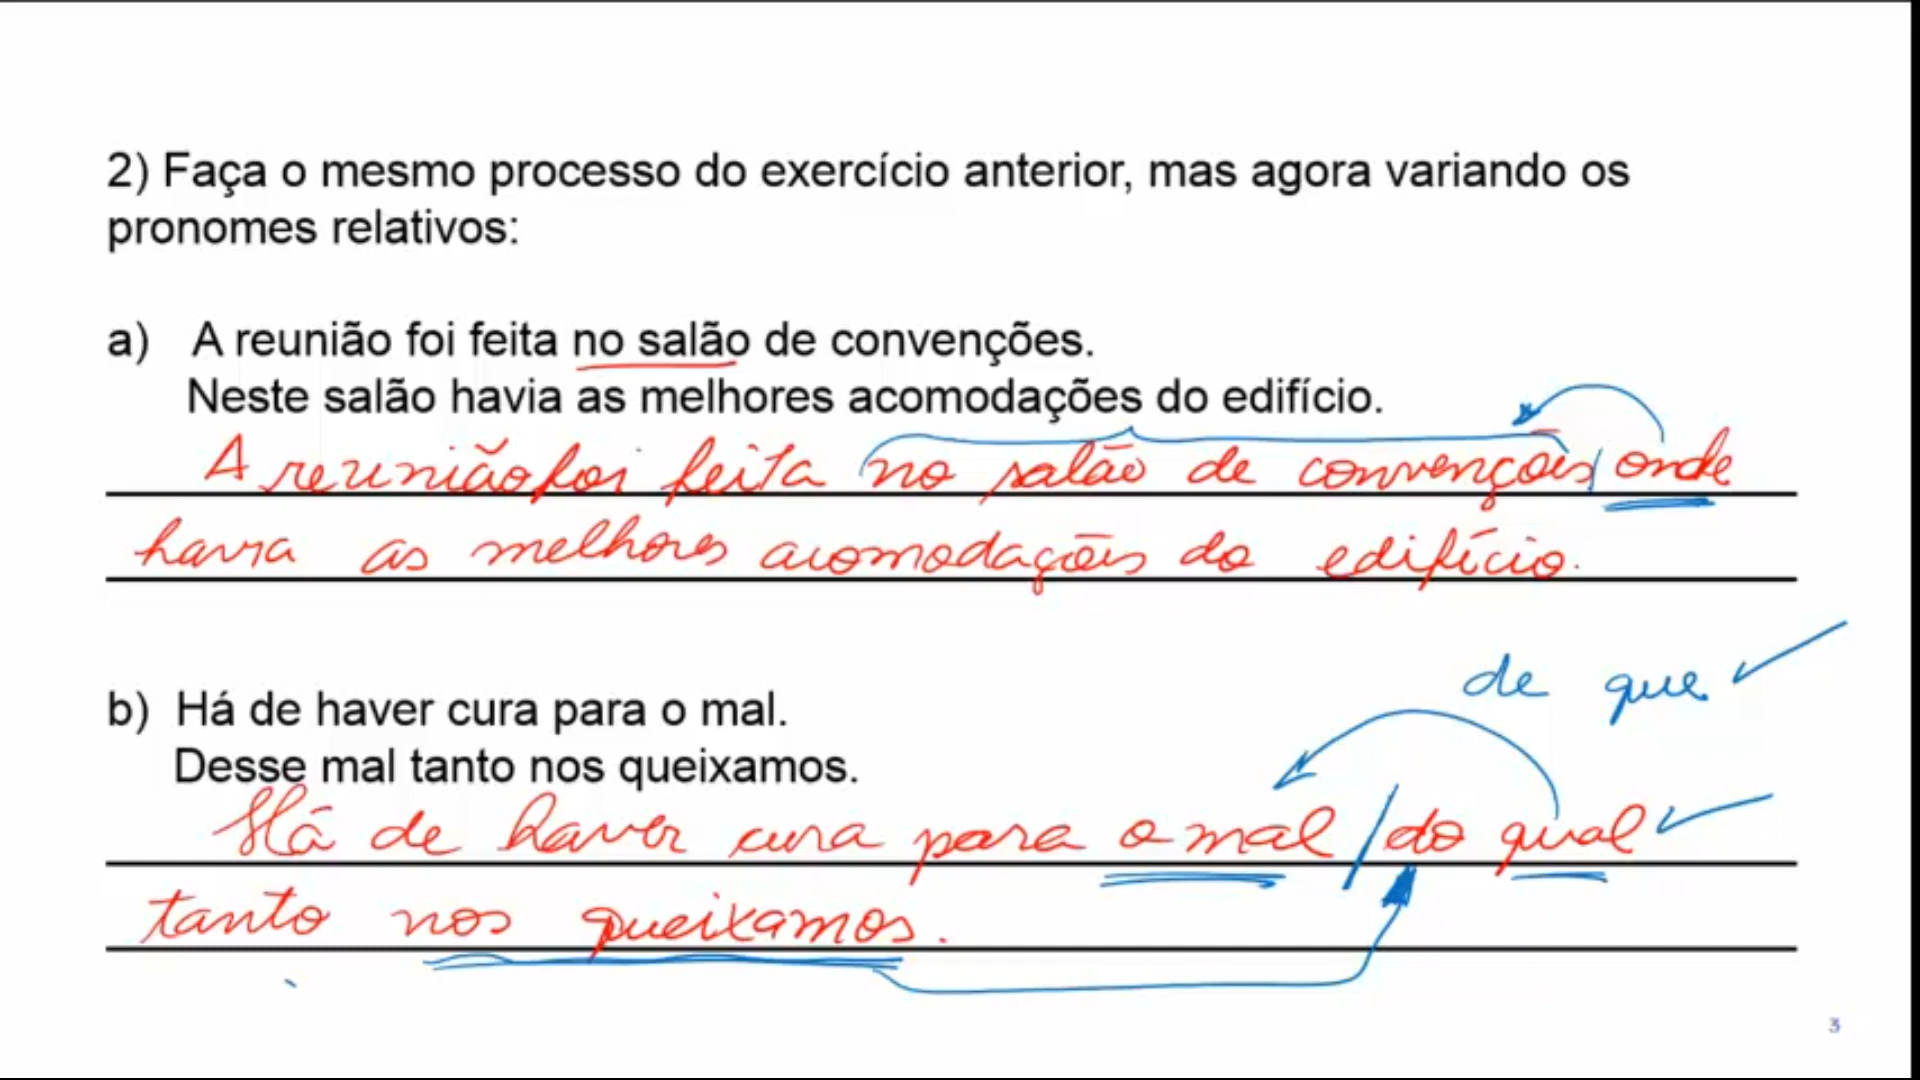 2) Faça o mesmo processo do exercício anterior, mas agora variando os
pronomes relativos:
a) A reunião foi feita no salão de convenções.
Neste salão havia as melhores acomodações do edifício.
A reunião foi feita no salão de convenções onde
havia as melhores acomodações do edifício.
de que
b) Há de haver cura para o mal.
Desse mal tanto nos queixamos.
Há de haver cura para o mal / do qual
tanto nos queixamos.
3